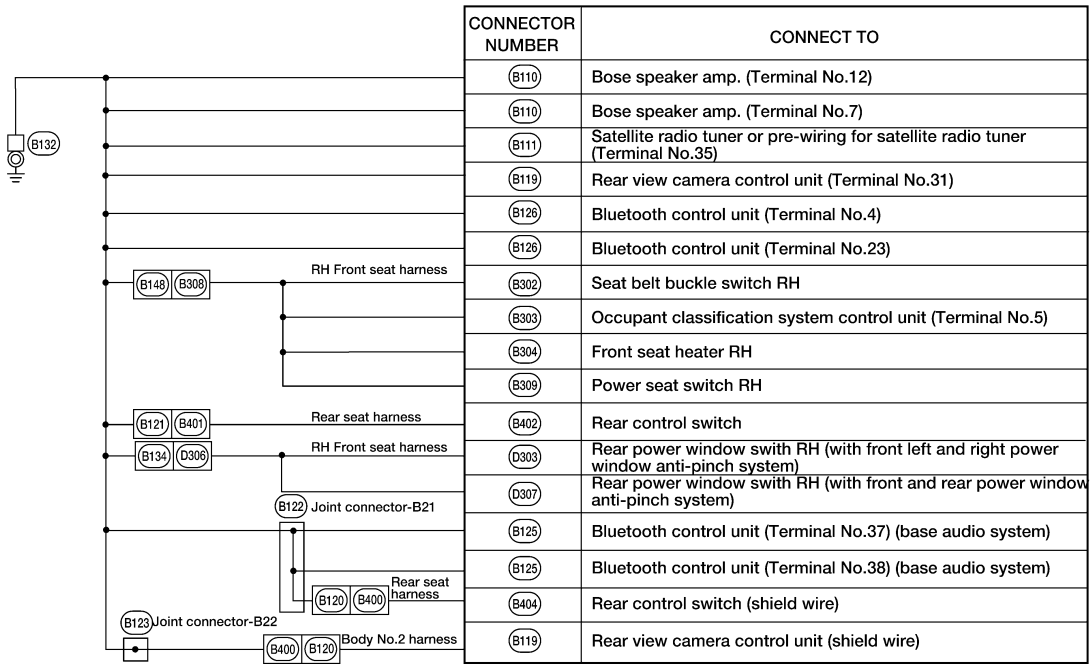 CONNECTOR NUMBER
CONNECT TO
B132
B110
Bose speaker amp. (Terminal No.12)
B110
Bose speaker amp. (Terminal No.7)
B111
Satellite radio tuner or pre-wiring for satellite radio tuner
(Terminal No.35)
B119
Rear view camera control unit (Terminal No.31)
B126
Bluetooth control unit (Terminal No.4)
B126
Bluetooth control unit (Terminal No.23)
B148 B308
RH Front seat harness
B302
Seat belt buckle switch RH
B303
Occupant classification system control unit (Terminal No.5)
B304
Front seat heater RH
B309
Power seat switch RH
B121 B401
Rear seat harness
B402
Rear control switch
B134 D306
RH Front seat harness
D303
Rear power window swith RH (with front left and right power
window anti-pinch system)
D307
Rear power window swith RH (with front and rear power window
anti-pinch system)
B122 Joint connector-B21
B125
Bluetooth control unit (Terminal No.37) (base audio system)
B125
Bluetooth control unit (Terminal No.38) (base audio system)
B120 B400
Rear seat
harness
B404
Rear control switch (shield wire)
B123 Joint connector-B22
B400 B120
Body No.2 harness
B119
Rear view camera control unit (shield wire)